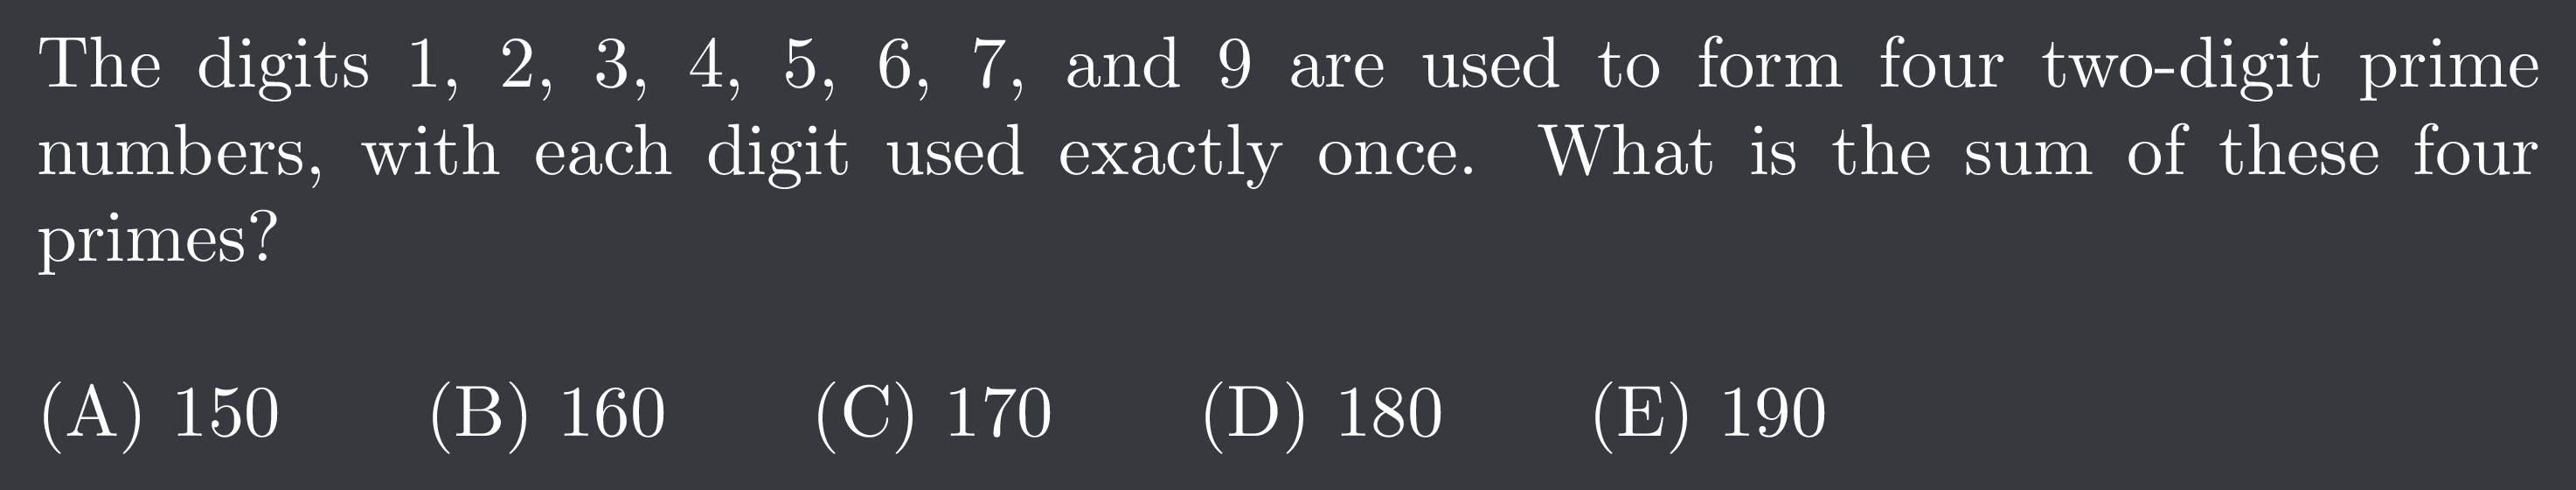 The digits 1, 2, 3, 4, 5, 6, 7, and 9 are used to form four two-digit prime
numbers, with each digit used exactly once. What is the sum of these four
primes?
(A) 150 (B) 160 (C) 170 (D) 180 (E) 190